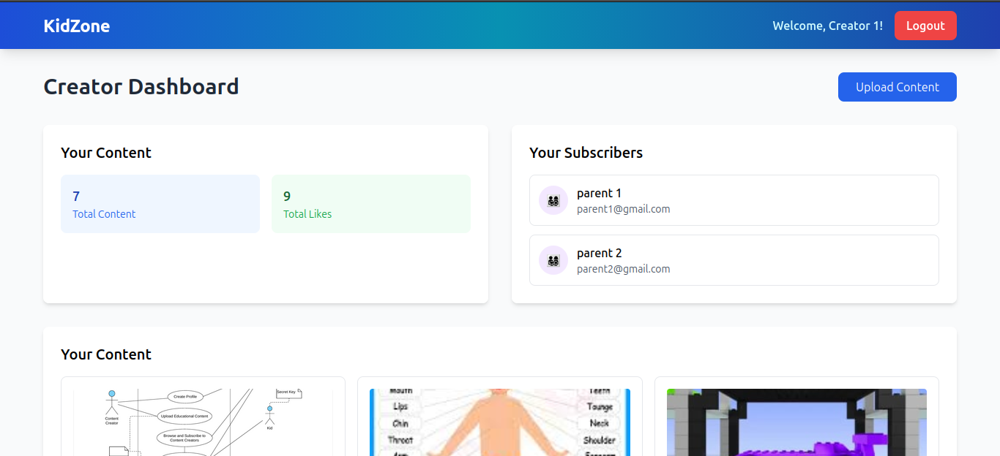 KidZone
Welcome, Creator 1!
Logout
Creator Dashboard
Upload Content
Your Content
7
Total Content
9
Total Likes
Your Subscribers
parent 1
parent1@gmail.com
parent 2
parent2@gmail.com
Your Content
Content
Creator
Create Profile
Upload Educational Content
Browse and Subscribe to
Content Creators
Secret Key
Kid
Mouth
Lips
Chin
Throat
Arm
Teeth
Tounge
Neck
Shoulder
Forearm